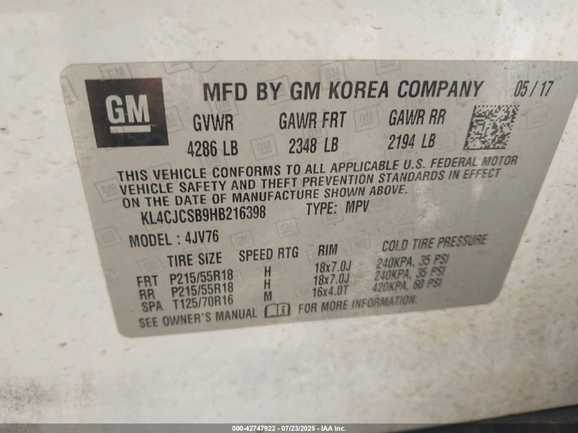 GM
MFD BY GM KOREA COMPANY 05/17
GVWR GAWR FRT GAWR RR
4286 LB 2348 LB 2194 LB
THIS VEHICLE CONFORMS TO ALL APPLICABLE U.S. FEDERAL MOTOR
VEHICLE SAFETY AND THEFT PREVENTION STANDARDS IN EFFECT
ON THE DATE OF MANUFACTURE SHOWN ABOVE.
KL4CJCSB9HB216398 TYPE: MPV
MODEL : 4JV76
TIRE SIZE SPEED RTG RIM COLD TIRE PRESSURE
FRT P215/55R18 H 18x7.0J 240KPA, 35 PSI
RR P215/55R18 H 18x7.0J 240KPA, 35 PSI
SPA T125/70R16 M 16x4.0T 420KPA, 60 PSI
SEE OWNER'S MANUAL FOR MORE INFORMATION.
000-42747922 | 07/23/2025 | IAA Inc.